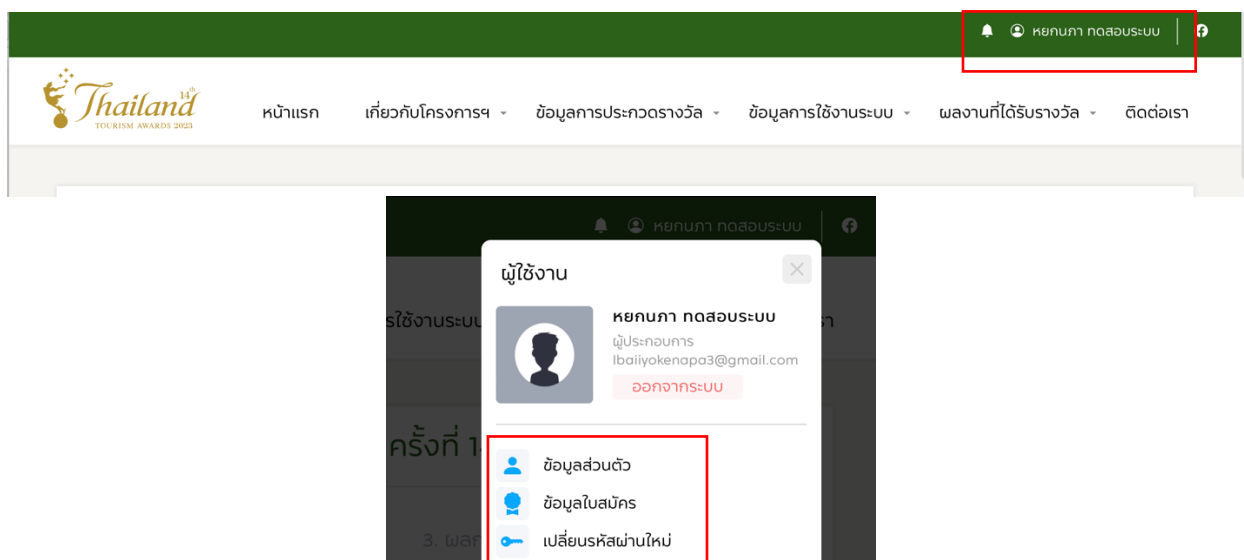 หยกนภา ทดสอบระบบ
14th
Thailand
TOURISM AWARDS 2023
หน้าแรก เกี่ยวกับโครงการฯ ข้อมูลการประกวดรางวัล ข้อมูลการใช้งานระบบ ผลงานที่ได้รับรางวัล ติดต่อเรา
หยกนภา ทดสอบระบบ
ผู้ใช้งาน
รใช้งานระบบ
รา
หยกนภา ทดสอบระบบ
ผู้ประกอบการ
lbaiiyokenapa3@gmail.com
ออกจากระบบ
ครั้งที่ 1
ข้อมูลส่วนตัว
ข้อมูลใบสมัคร
3.
เปลี่ยนรหัสผ่านใหม่